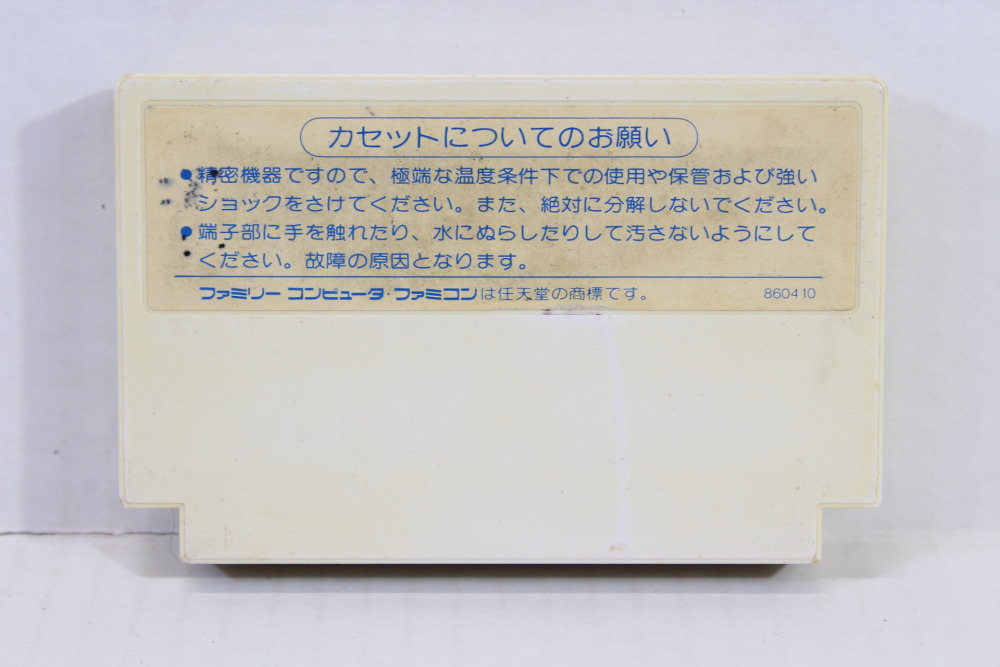 カセットについてのお願い
●精密機器ですので、極端な温度条件下での使用や保管および強い
ショックをさけてください。また、絶対に分解しないでください。
●端子部に手を触れたり、水にぬらしたりして汚さないようにして
ください。故障の原因となります。
ファミリー コンピュータ・ファミコンは任天堂の商標です。 860410